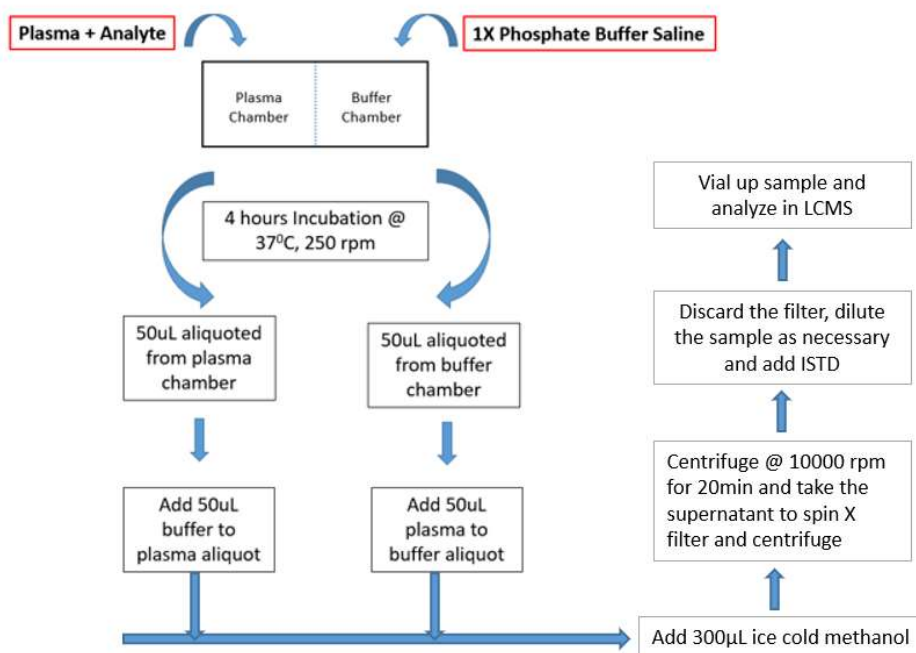 Plasma + Analyte
1X Phosphate Buffer Saline
Plasma
Chamber
Buffer
Chamber
4 hours Incubation @
37⁰C, 250 rpm
50uL aliquoted
from plasma
chamber
50uL aliquoted
from buffer
chamber
Add 50uL
buffer to
plasma aliquot
Add 50uL
plasma to
buffer aliquot
Add 300µL ice cold methanol
Centrifuge @ 10000 rpm
for 20min and take the
supernatant to spin X
filter and centrifuge
Discard the filter, dilute
the sample as necessary
and add ISTD
Vial up sample and
analyze in LCMS